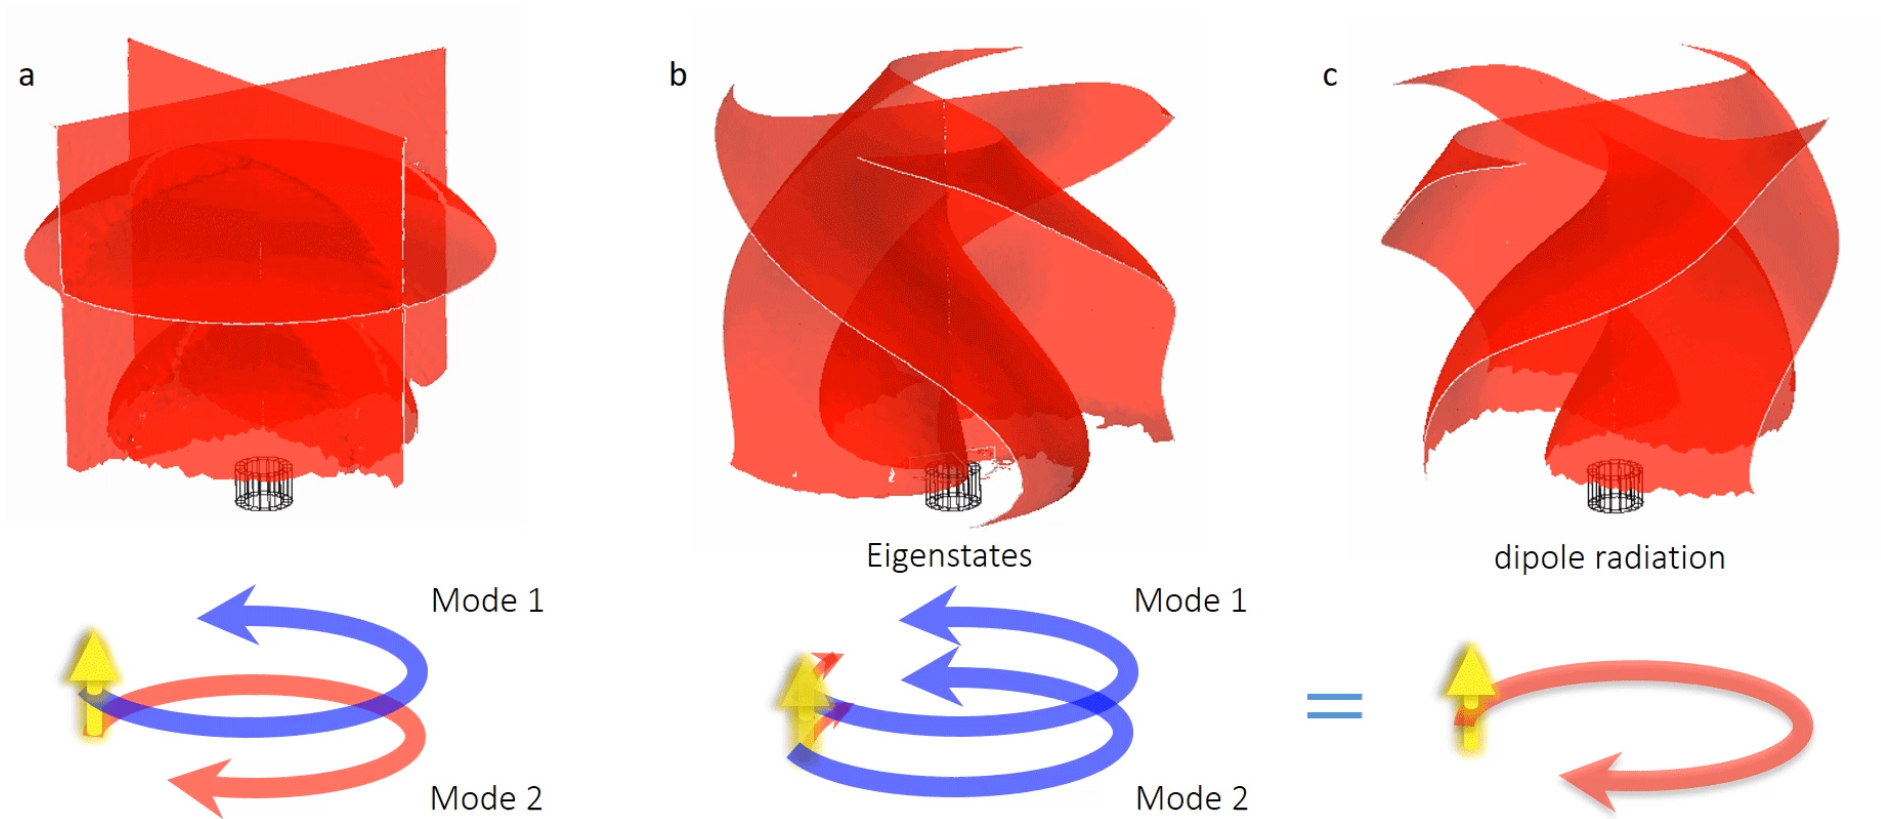 a
b
c
Eigenstates
dipole radiation
Mode 1
Mode 1
Mode 2
Mode 2